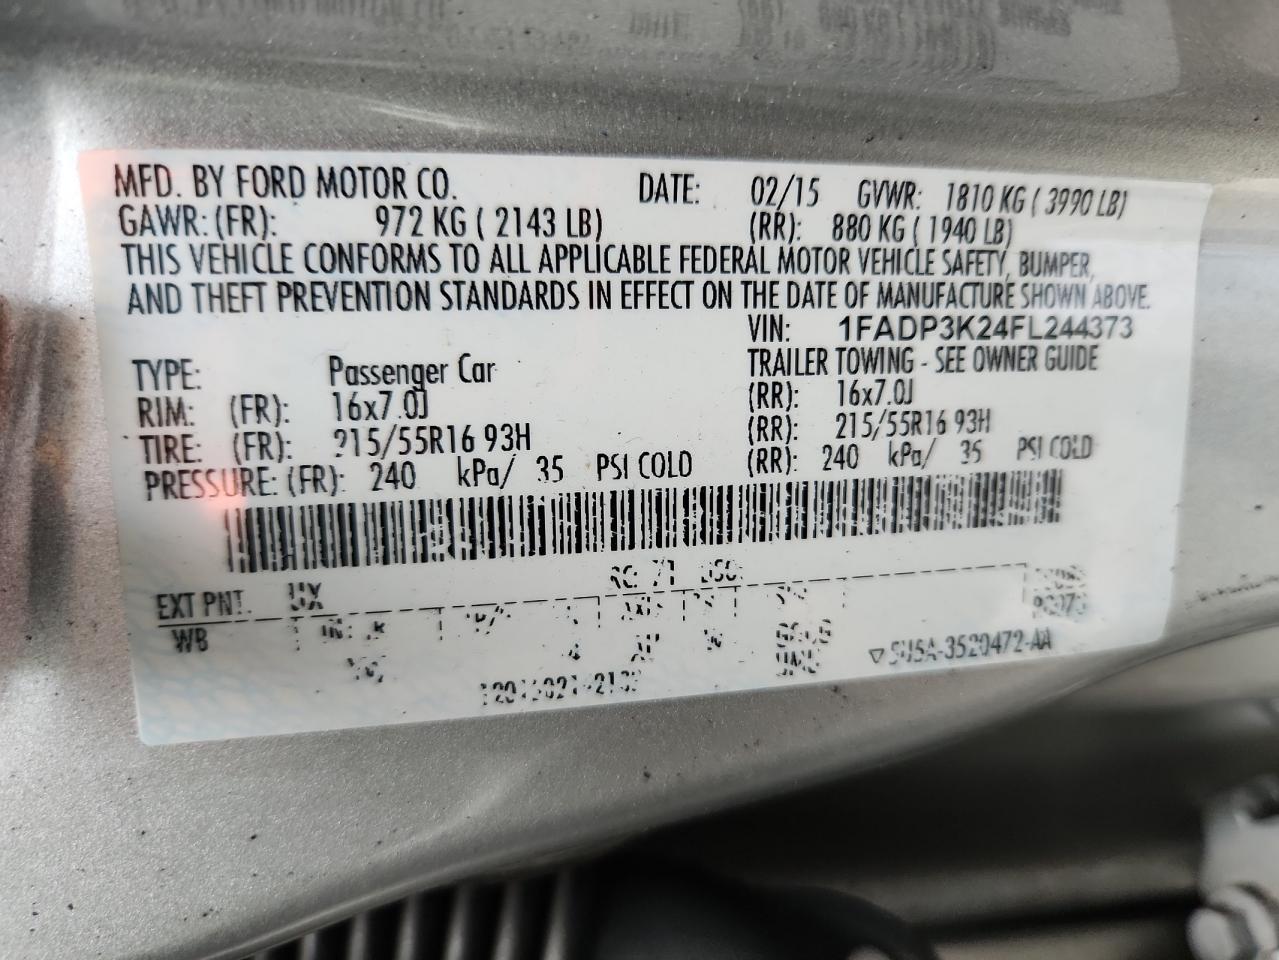 MFD. BY FORD MOTOR CO. DATE: 02/15 GVWR: 1810 KG ( 3990 LB)
GAWR: (FR): 972 KG ( 2143 LB) (RR): 880 KG ( 1940 LB)
THIS VEHICLE CONFORMS TO ALL APPLICABLE FEDERAL MOTOR VEHICLE SAFETY, BUMPER,
AND THEFT PREVENTION STANDARDS IN EFFECT ON THE DATE OF MANUFACTURE SHOWN ABOVE.
VIN: 1FADP3K24FL244373
TYPE: Passenger Car TRAILER TOWING - SEE OWNER GUIDE
RIM: (FR): 16x7.0J (RR): 16x7.0J
TIRE: (FR): 215/55R16 93H (RR): 215/55R16 93H
PRESSURE: (FR): 240 kPa/ 35 PSI COLD (RR): 240 kPa/ 35 PSI COLD
EXT PNT. UX
WB